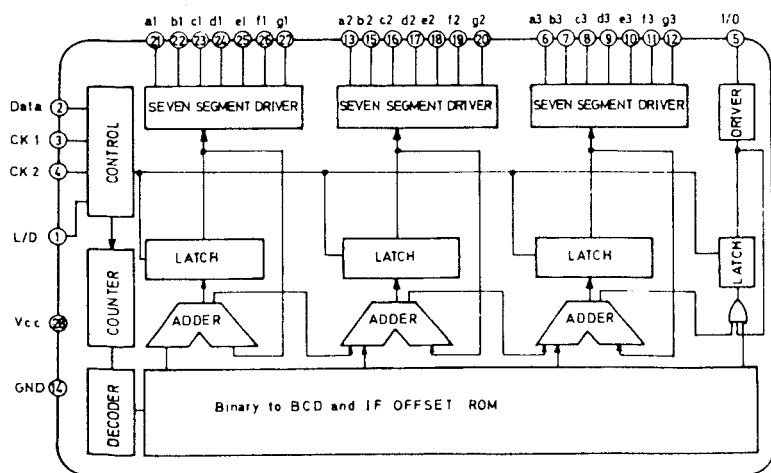 a1 b1 c1 d1 e1 f1 g1 a2 b2 c2 d2 e2 f2 g2 a3 b3 c3 d3 e3 f3 g3 I/O
21 22 23 24 25 26 27 13 15 16 17 18 19 20 6 7 8 9 10 11 12 5
Data 2
CK 1 3
CK 2 4
L/D 1
Vcc 28
GND 14
CONTROL
COUNTER
DECODER
SEVEN SEGMENT DRIVER SEVEN SEGMENT DRIVER SEVEN SEGMENT DRIVER DRIVER
LATCH LATCH LATCH LATCH
ADDER ADDER ADDER
Binary to BCD and IF OFFSET ROM